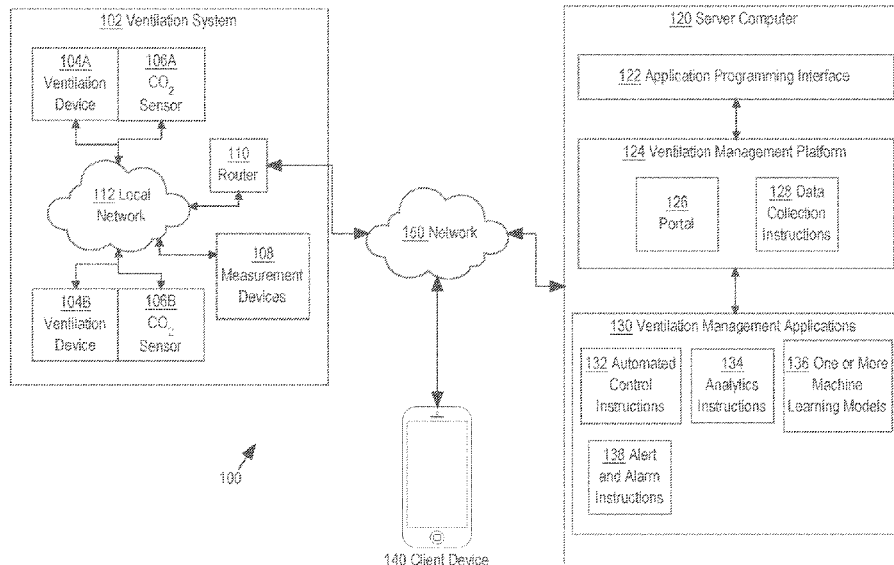 102 Ventilation System
104A
Ventilation
Device
106A
CO2
Sensor
110
Router
112 Local
Network
108
Measurement
Devices
104B
Ventilation
Device
106B
CO2
Sensor
100
150 Network
140 Client Device
120 Server Computer
122 Application Programming Interface
124 Ventilation Management Platform
126
Portal
128 Data
Collection
Instructions
130 Ventilation Management Applications
132 Automated
Control
Instructions
134
Analytics
Instructions
136 One or More
Machine
Learning Models
138 Alert
and Alarm
Instructions